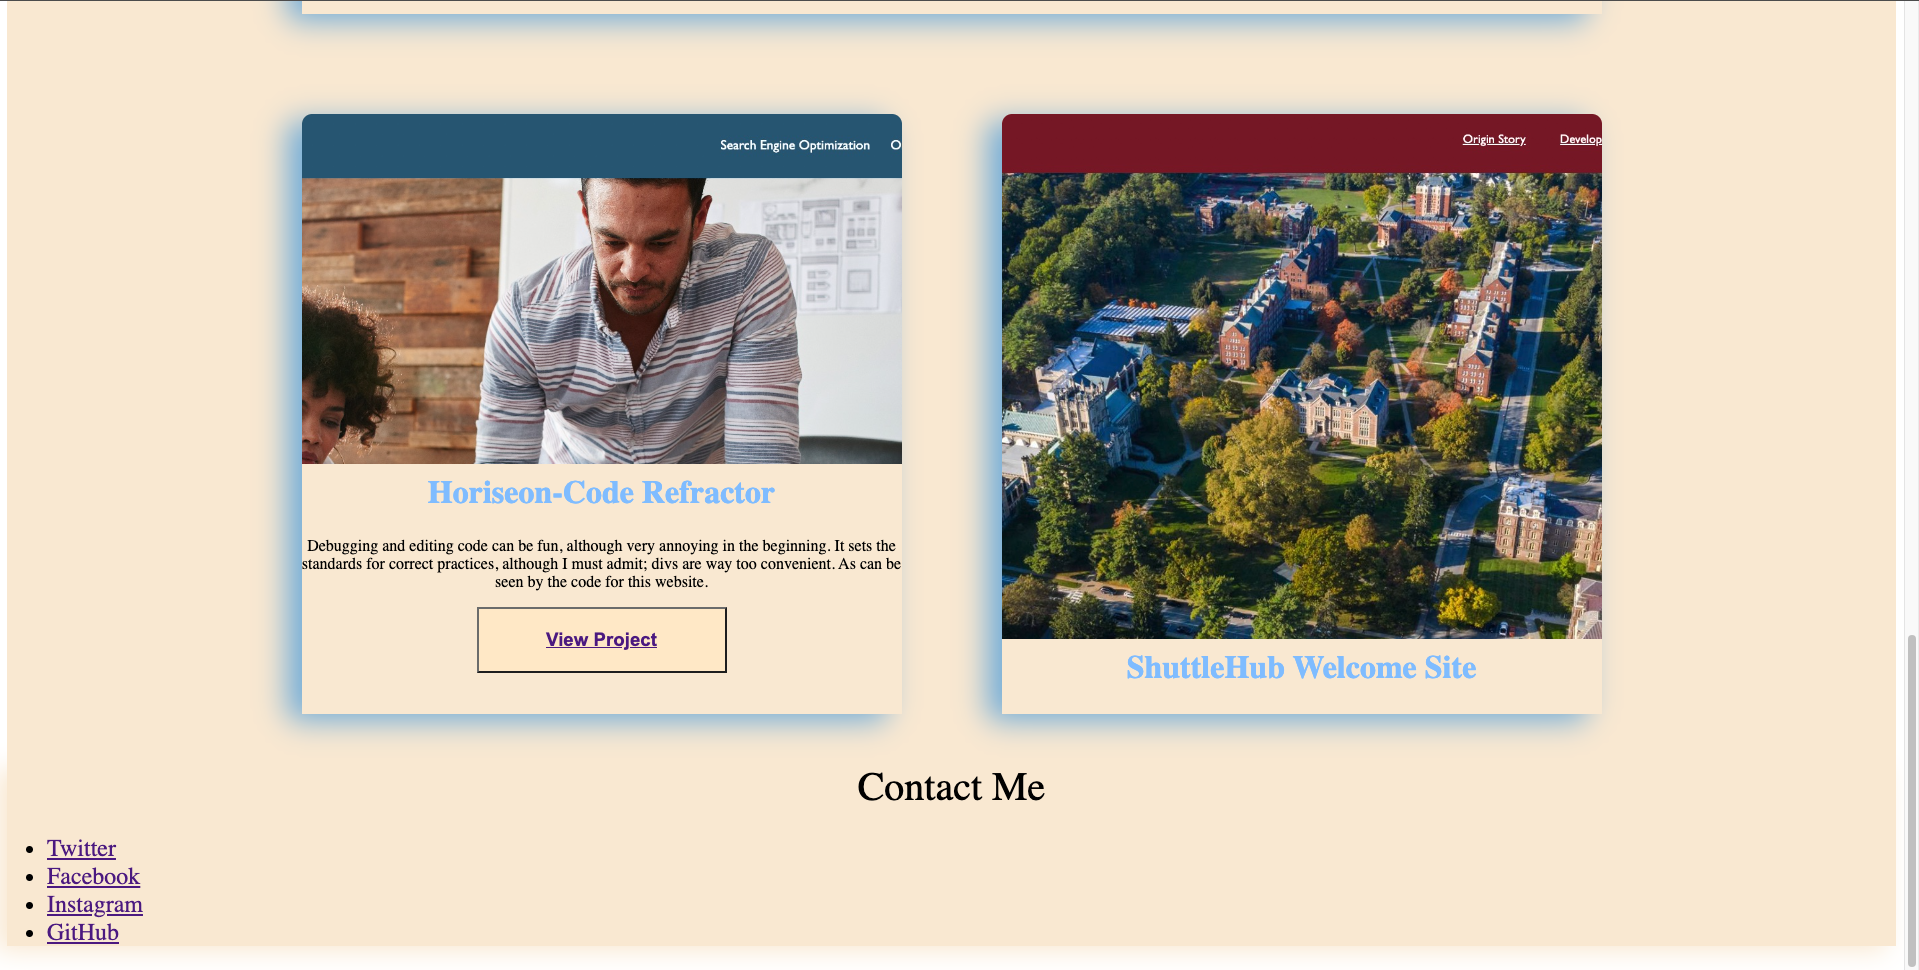 Search Engine Optimization O
Origin Story Develop
Horiseon-Code Refractor
Debugging and editing code can be fun, although very annoying in the beginning. It sets the
standards for correct practices, although I must admit; divs are way too convenient. As can be
seen by the code for this website.
View Project
ShuttleHub Welcome Site
Contact Me
Twitter
Facebook
Instagram
GitHub